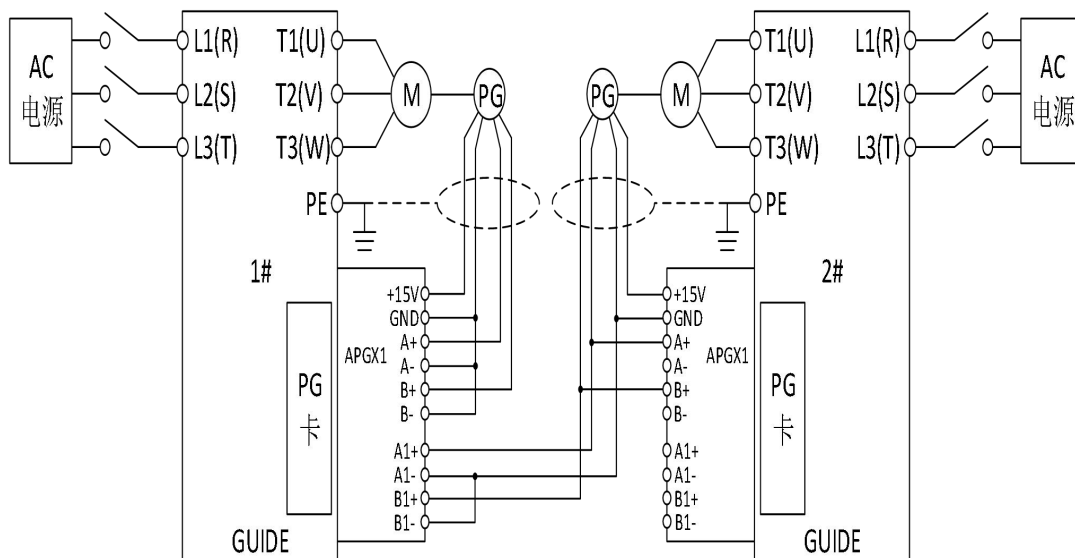 AC
电源
L1(R)
L2(S)
L3(T)
T1(U)
T2(V)
T3(W)
PE
M
PG
1#
PG
卡
APGX1
+15V
GND
A+
A-
B+
B-
A1+
A1-
B1+
B1-
GUIDE
PG
M
T1(U)
T2(V)
T3(W)
PE
L1(R)
L2(S)
L3(T)
AC
电源
2#
+15V
GND
A+
A-
B+
B-
A1+
A1-
B1+
B1-
APGX1
PG
卡
GUIDE